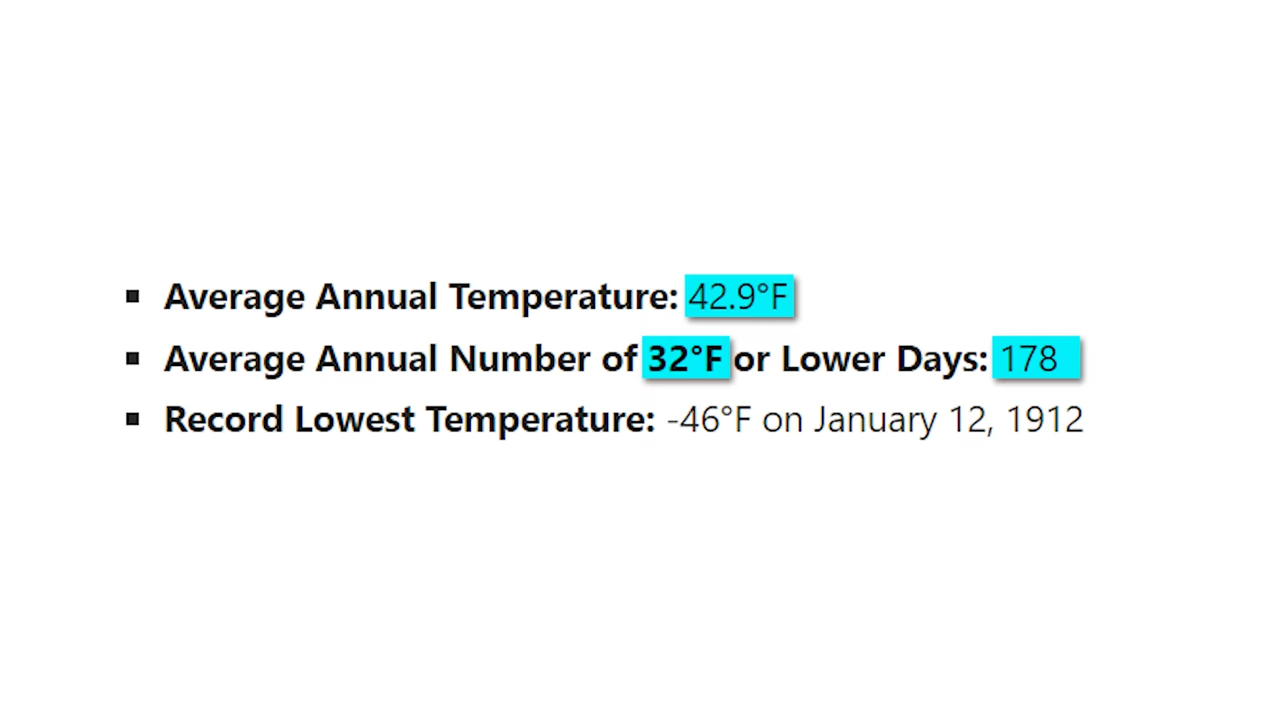 ▪ Average Annual Temperature: 42.9°F
▪ Average Annual Number of 32°F or Lower Days: 178
▪ Record Lowest Temperature: -46°F on January 12, 1912